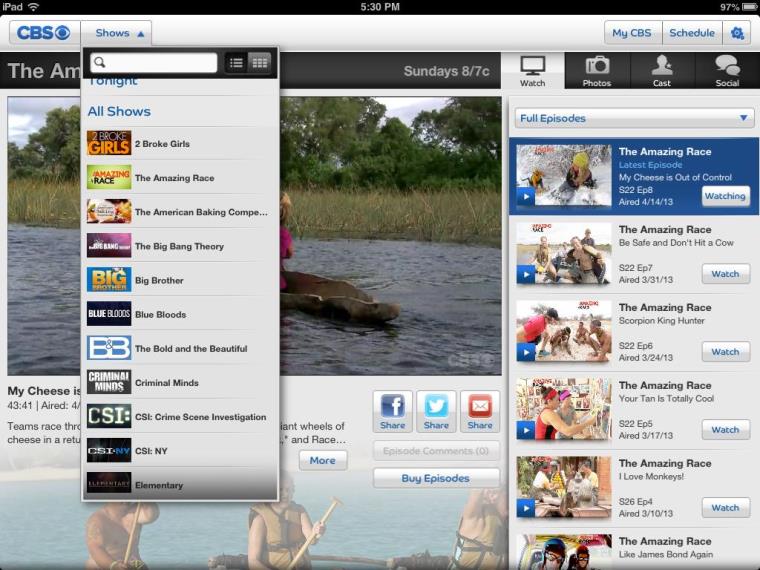 iPad
5:30 PM
97%
CBS
Shows
My CBS
Schedule
The Am
Sundays 8/7c
Watch
Photos
Cast
Social
Tonight
All Shows
2 BROKE GIRLS
2 Broke Girls
AMAZING RACE
The Amazing Race
The American Baking Compe...
BIG BANG
The Big Bang Theory
BIG BROTHER
Big Brother
BLUE BLOODS
Blue Bloods
B&B
The Bold and the Beautiful
CRIMINAL MINDS
Criminal Minds
CSI:
CSI: Crime Scene Investigation
CSI:NY
CSI: NY
ELEMENTARY
Elementary
CBS
My Cheese is
43:41 | Aired: 4/
Teams race thro
iant wheels of
cheese in a retu
," and Race...
More
Share
Share
Share
Episode Comments (0)
Buy Episodes
Full Episodes
The Amazing Race
Latest Episode
My Cheese is Out of Control
S22 Ep8
Aired 4/14/13
Watching
The Amazing Race
Be Safe and Don't Hit a Cow
S22 Ep7
Aired 3/31/13
Watch
The Amazing Race
Scorpion King Hunter
S22 Ep6
Aired 3/24/13
Watch
The Amazing Race
Your Tan Is Totally Cool
S22 Ep5
Aired 3/17/13
Watch
The Amazing Race
I Love Monkeys!
S26 Ep4
Aired 3/10/13
Watch
The Amazing Race
Like James Bond Again